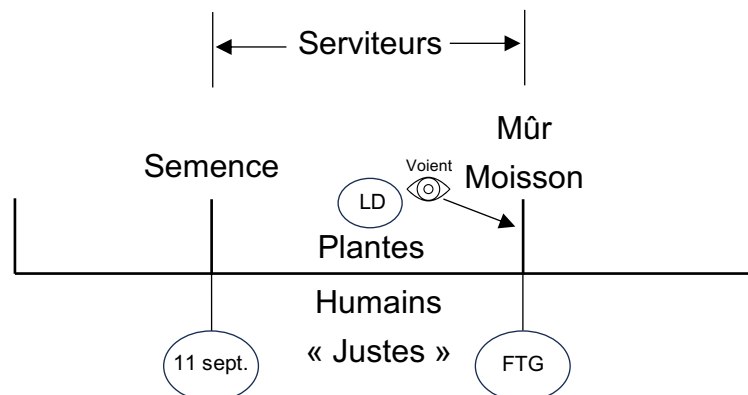 Serviteurs
Mûr
Semence
Voient
Moisson
LD
Plantes
Humains
« Justes »
11 sept.
FTG